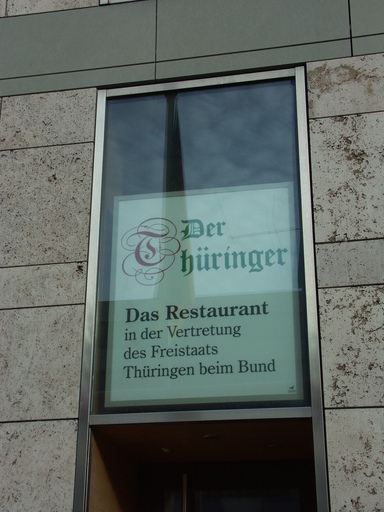 Der
Thüringer
Das Restaurant
in der Vertretung
des Freistaats
Thüringen beim Bund